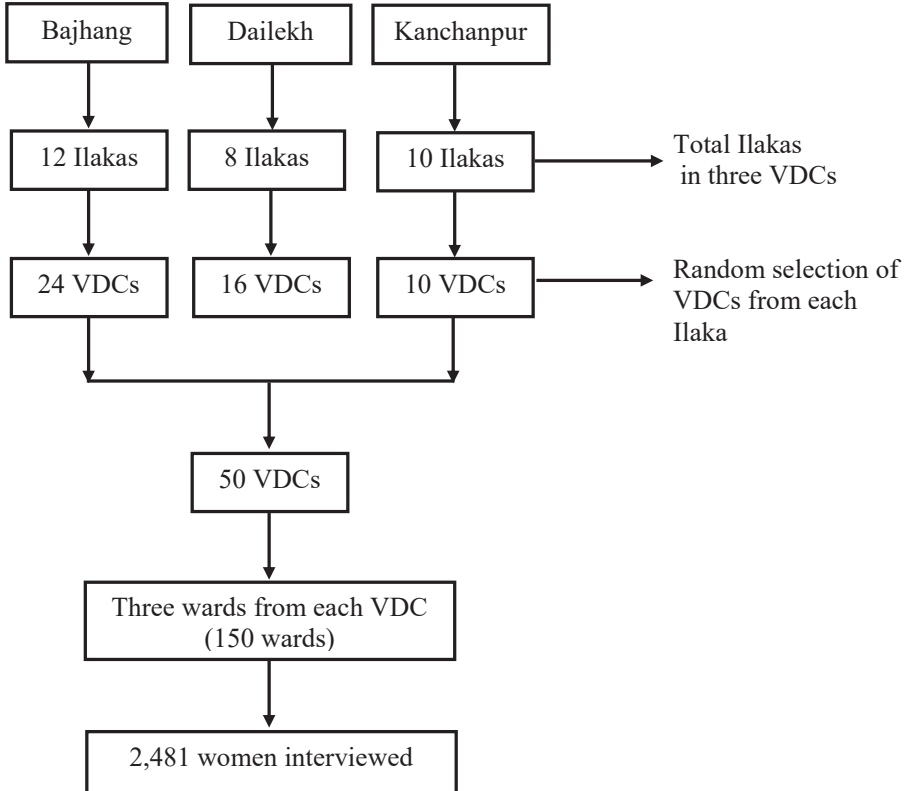 Bajhang
Dailekh
Kanchanpur
12 Ilakas
8 Ilakas
10 Ilakas
Total Ilakas
in three VDCs
24 VDCs
16 VDCs
10 VDCs
Random selection of
VDCs from each
Ilaka
50 VDCs
Three wards from each VDC
(150 wards)
2,481 women interviewed